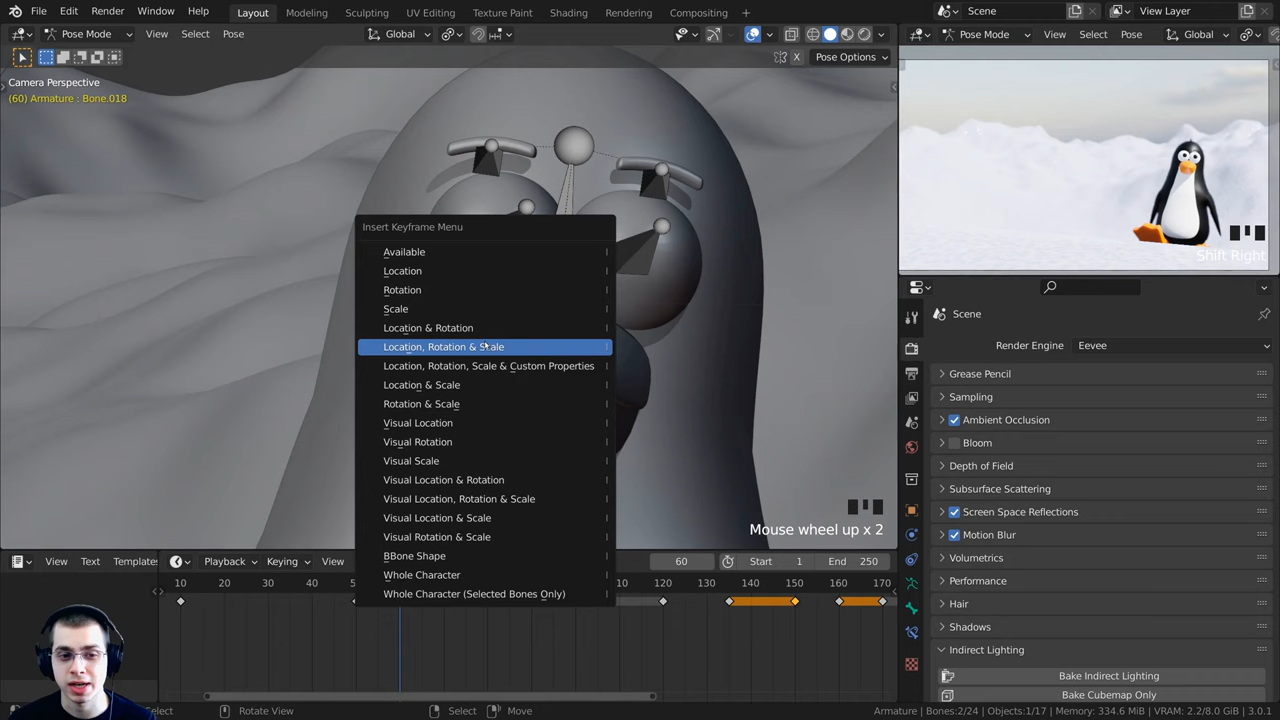 File Edit Render Window Help Layout Modeling Sculpting UV Editing Texture Paint Shading Rendering Compositing Scene View Layer
Pose Mode View Select Pose Global Pose Mode View Select Pose Global
X Pose Options
Camera Perspective
(60) Armature : Bone.018
Insert Keyframe Menu
Available
Location
Rotation
Scale
Location & Rotation
Location, Rotation & Scale
Location, Rotation, Scale & Custom Properties
Location & Scale
Rotation & Scale
Visual Location
Visual Rotation
Visual Scale
Visual Location & Rotation
Visual Location, Rotation & Scale
Visual Location & Scale
Visual Rotation & Scale
BBone Shape
Whole Character
Whole Character (Selected Bones Only)
Mouse wheel up x 2
Shift Right
Scene
Render Engine Eevee
Grease Pencil
Sampling
Ambient Occlusion
Bloom
Depth of Field
Subsurface Scattering
Screen Space Reflections
Motion Blur
Volumetrics
Performance
Hair
Shadows
Indirect Lighting
Bake Indirect Lighting
Bake Cubemap Only
View Text Templates Playback Keying View 60 Start 1 End 250
10 20 30 40 120 130 140 150 160 170
Select Rotate View Select Move Armature | Bones:2/24 | Objects:1/17 | Memory: 334.6 MiB | VRAM: 2.2/8.0 GiB | 3.0.1